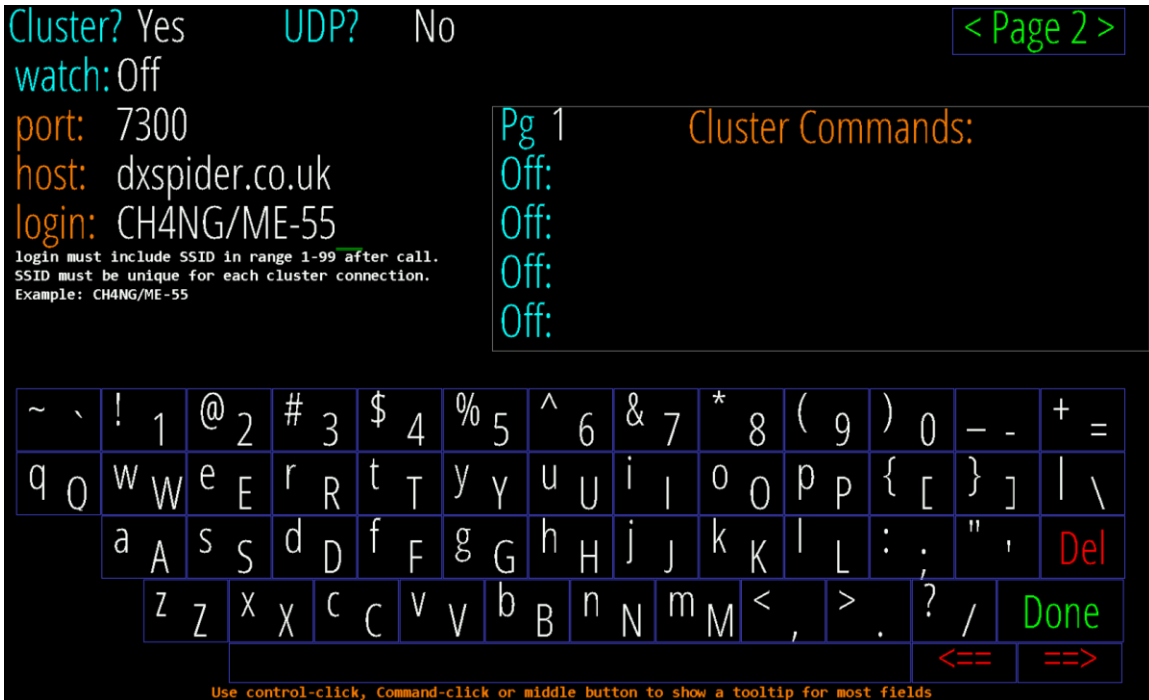 Cluster? Yes UDP? No < Page 2 >
watch: Off
port: 7300
host: dxspider.co.uk
login: CH4NG/ME-55_
login must include SSID in range 1-99 after call.
SSID must be unique for each cluster connection.
Example: CH4NG/ME-55
Pg 1 Cluster Commands:
Off:
Off:
Off:
Off:
~ ` ! 1 @ 2 # 3 $ 4 % 5 ^ 6 & 7 * 8 ( 9 ) 0 _ - + =
q Q w W e E r R t T y Y u U i I o O p P { [ } ] | \
a A s S d D f F g G h H j J k K l L : ; " ' Del
z Z x X c C v V b B n N m M < , > . ? / Done
<== ==>
Use control-click, Command-click or middle button to show a tooltip for most fields